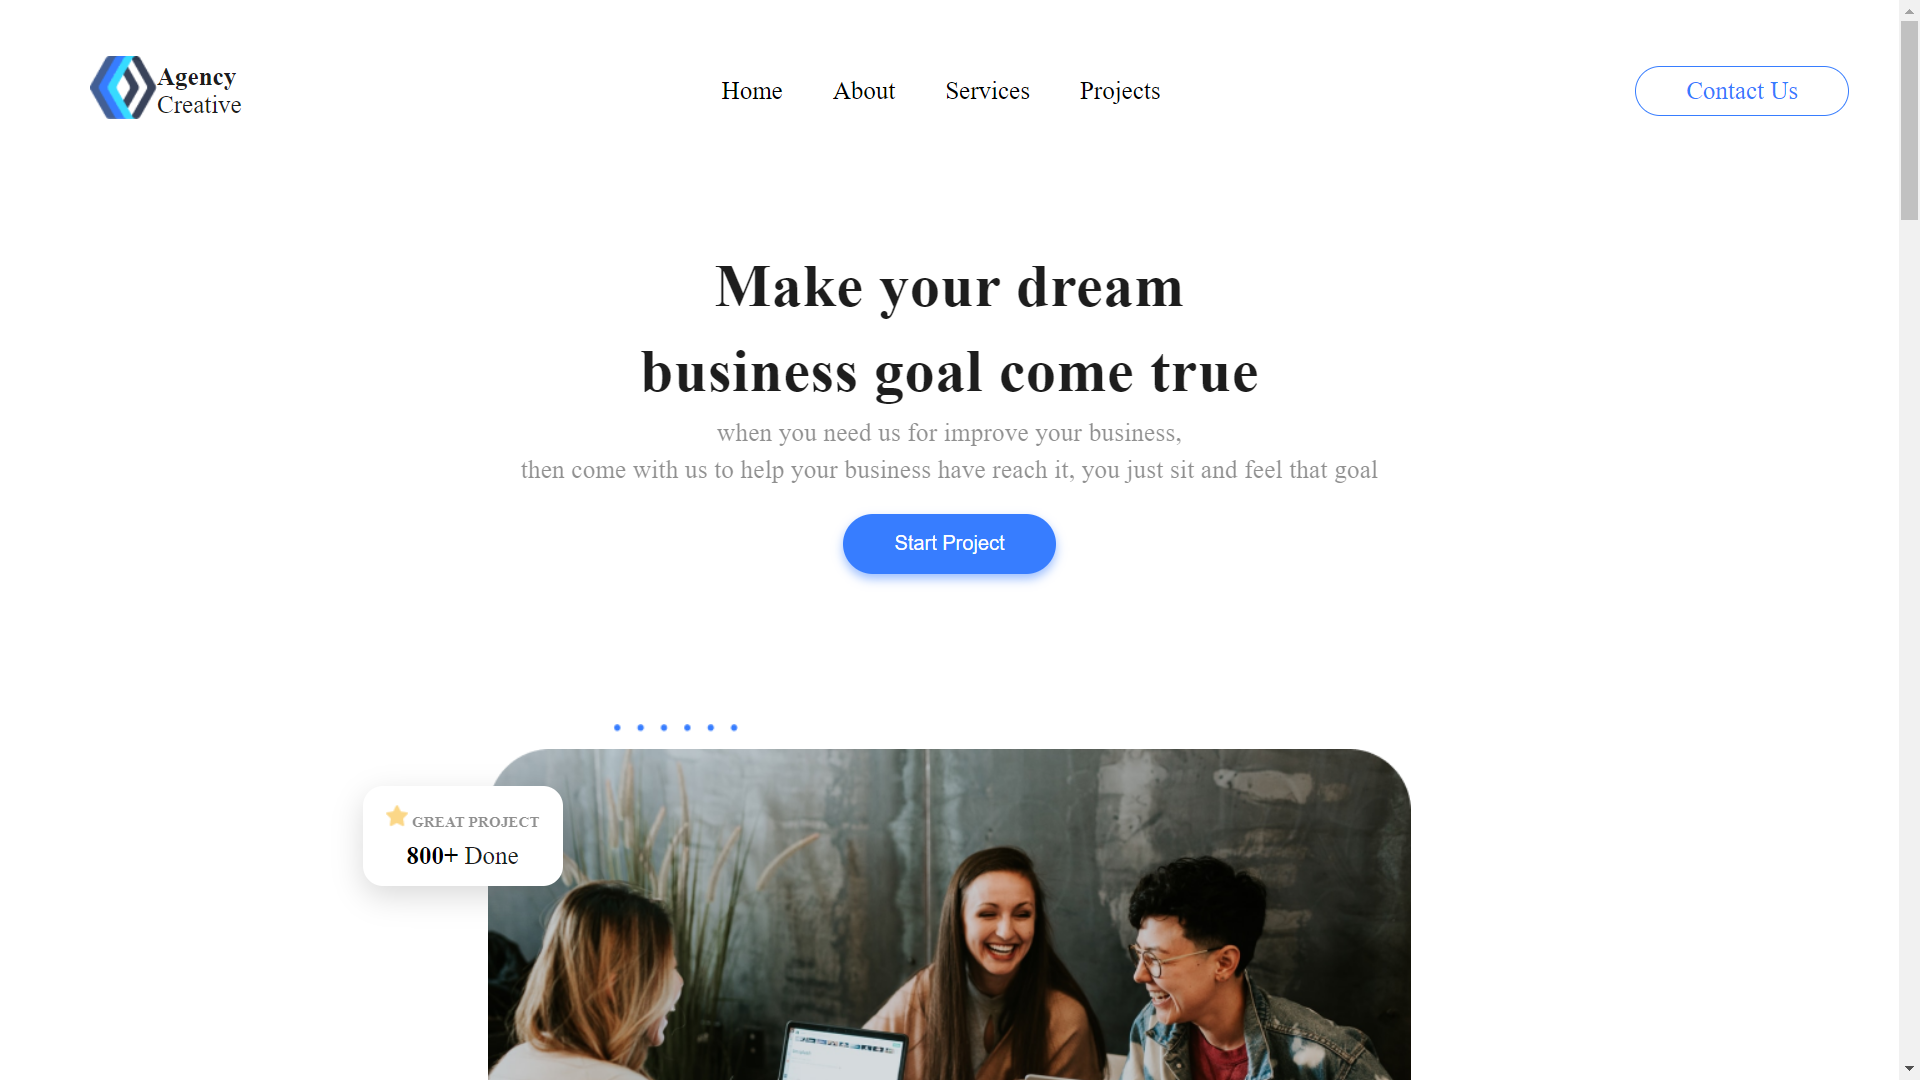 Agency
Creative
Home
About
Services
Projects
Contact Us
Make your dream
business goal come true
when you need us for improve your business,
then come with us to help your business have reach it, you just sit and feel that goal
Start Project
GREAT PROJECT
800+ Done